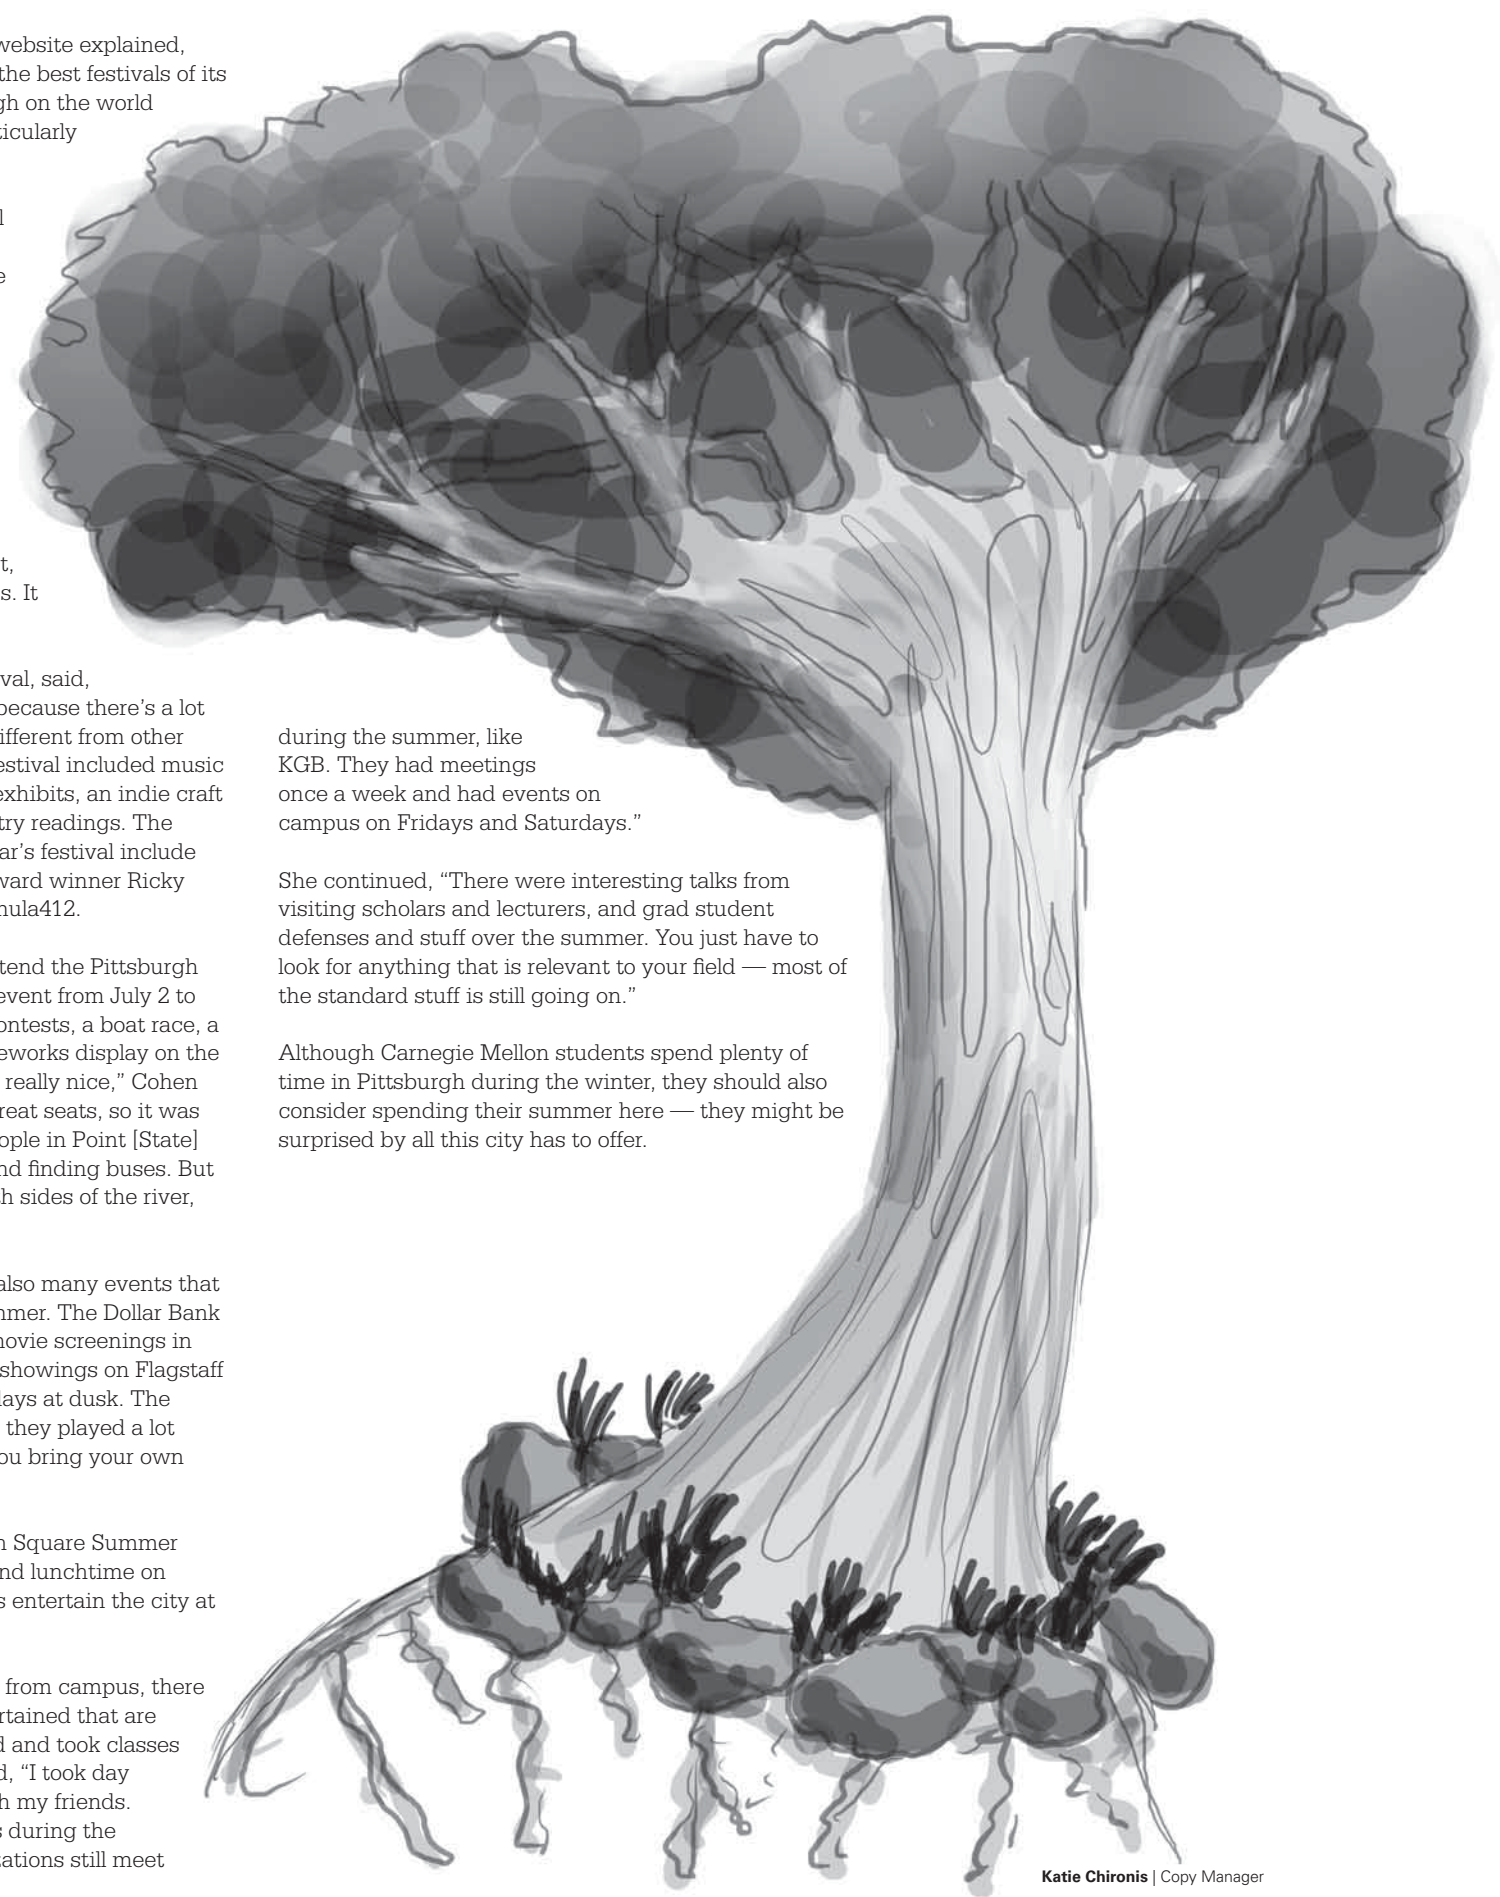 website explained,
the best festivals of its
gh on the world
ticularly
l
e
t,
s. It
val, said,
because there’s a lot
ifferent from other
estival included music
exhibits, an indie craft
try readings. The
ar’s festival include
ward winner Ricky
nula412.
tend the Pittsburgh
event from July 2 to
ontests, a boat race, a
eworks display on the
really nice,” Cohen
reat seats, so it was
ople in Point [State]
nd finding buses. But
th sides of the river,
also many events that
mmer. The Dollar Bank
movie screenings in
showings on Flagstaff
lays at dusk. The
they played a lot
ou bring your own
n Square Summer
nd lunchtime on
s entertain the city at
from campus, there
rtained that are
d and took classes
d, “I took day
h my friends.
s during the
zations still meet
during the summer, like
KGB. They had meetings
once a week and had events on
campus on Fridays and Saturdays.”
She continued, “There were interesting talks from
visiting scholars and lecturers, and grad student
defenses and stuff over the summer. You just have to
look for anything that is relevant to your field — most of
the standard stuff is still going on.”
Although Carnegie Mellon students spend plenty of
time in Pittsburgh during the winter, they should also
consider spending their summer here — they might be
surprised by all this city has to offer.
Katie Chironis | Copy Manager